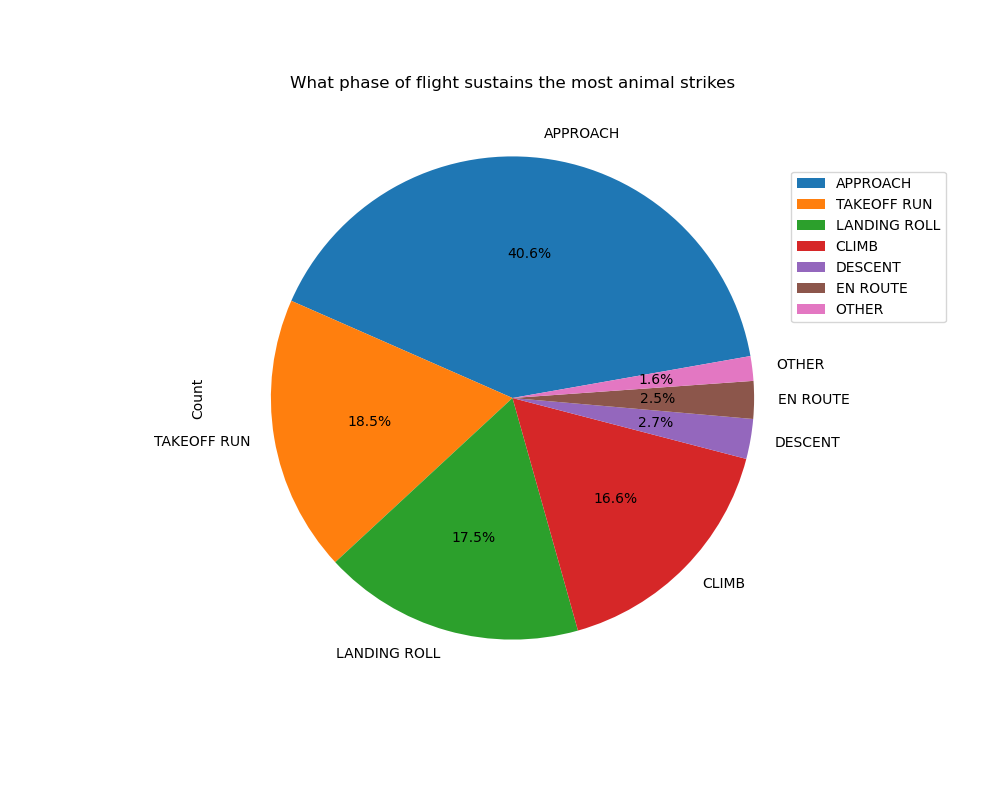 What phase of flight sustains the most animal strikes
APPROACH
APPROACH
TAKEOFF RUN
LANDING ROLL
CLIMB
DESCENT
EN ROUTE
OTHER
40.6%
OTHER
1.6%
EN ROUTE
2.5%
Count
18.5%
2.7%
TAKEOFF RUN
DESCENT
16.6%
17.5%
CLIMB
LANDING ROLL